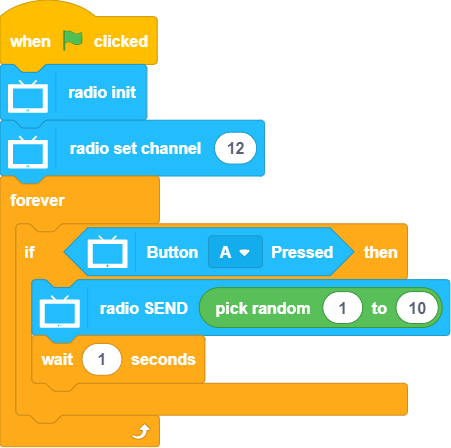 when clicked
radio init
radio set channel 12
forever
if Button A Pressed then
radio SEND pick random 1 to 10
wait 1 seconds